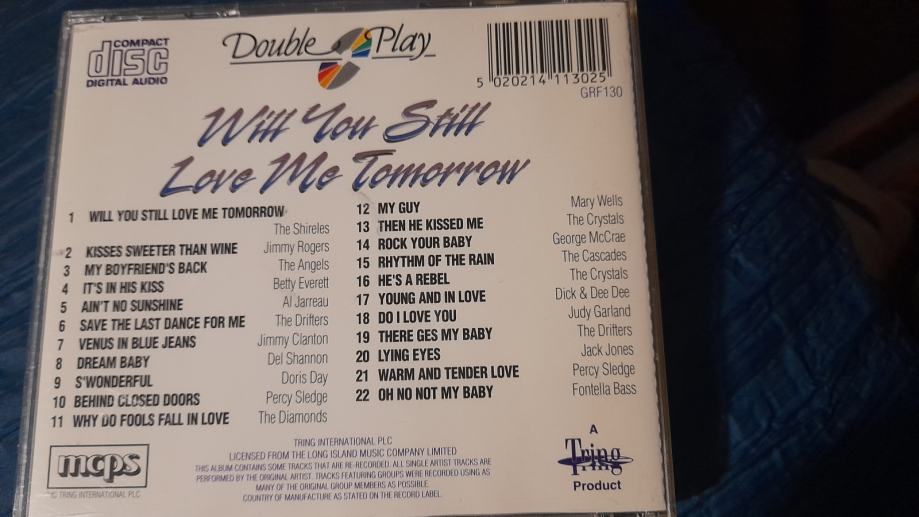 COMPACT
disc
DIGITAL AUDIO
Double Play
5 020214 113025
GRF130
Will You Still
Love Me Tomorrow
1 WILL YOU STILL LOVE ME TOMORROW
The Shireles
2 KISSES SWEETER THAN WINE Jimmy Rogers
3 MY BOYFRIEND'S BACK The Angels
4 IT'S IN HIS KISS Betty Everett
5 AIN'T NO SUNSHINE Al Jarreau
6 SAVE THE LAST DANCE FOR ME The Drifters
7 VENUS IN BLUE JEANS Jimmy Clanton
8 DREAM BABY Del Shannon
9 S'WONDERFUL Doris Day
10 BEHIND CLOSED DOORS Percy Sledge
11 WHY DO FOOLS FALL IN LOVE The Diamonds
12 MY GUY Mary Wells
13 THEN HE KISSED ME The Crystals
14 ROCK YOUR BABY George McCrae
15 RHYTHM OF THE RAIN The Cascades
16 HE'S A REBEL The Crystals
17 YOUNG AND IN LOVE Dick & Dee Dee
18 DO I LOVE YOU Judy Garland
19 THERE GES MY BABY The Drifters
20 LYING EYES Jack Jones
21 WARM AND TENDER LOVE Percy Sledge
22 OH NO NOT MY BABY Fontella Bass
mcps
© TRING INTERNATIONAL PLC
TRING INTERNATIONAL PLC
LICENSED FROM THE LONG ISLAND MUSIC COMPANY LIMITED
THIS ALBUM CONTAINS SOME TRACKS THAT ARE RE-RECORDED. ALL SINGLE ARTIST TRACKS ARE
PERFORMED BY THE ORIGINAL ARTIST. TRACKS FEATURING GROUPS WERE RECORDED USING AS
MANY OF THE ORIGINAL GROUP MEMBERS AS POSSIBLE.
COUNTRY OF MANUFACTURE AS STATED ON THE RECORD LABEL.
A
Tring
Product